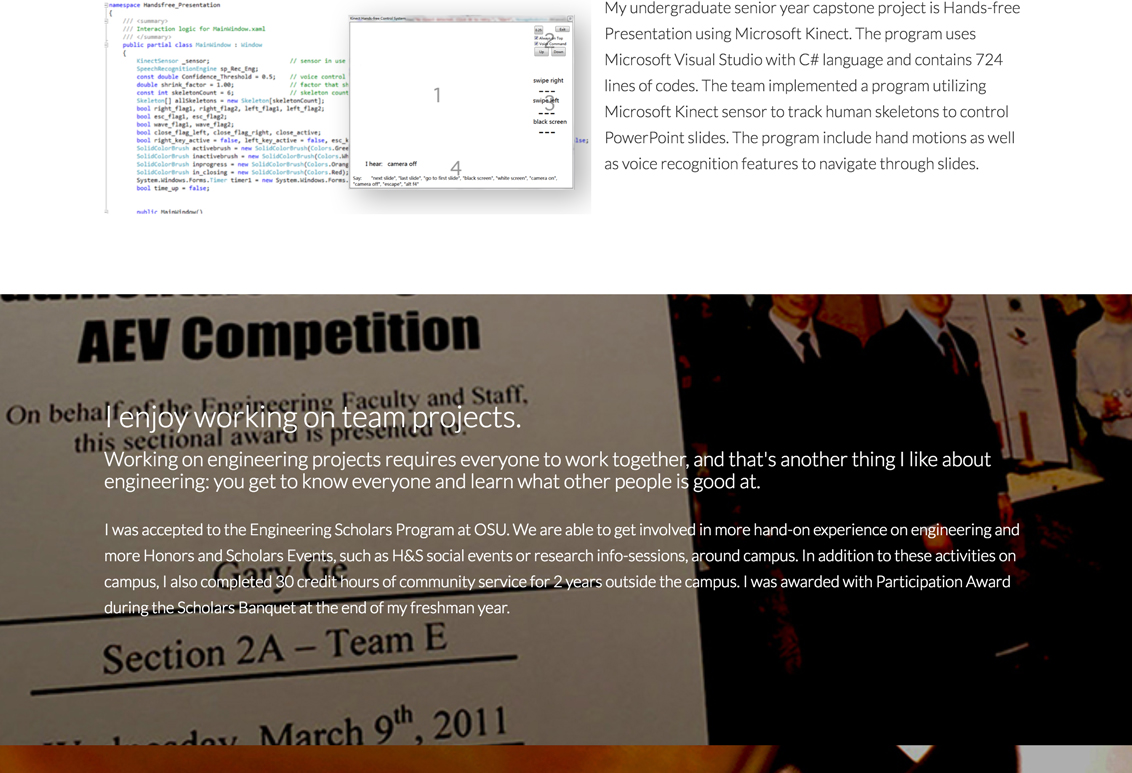 namespace Handsfree_Presentation
{
/// <summary>
/// Interaction logic for MainWindow.xaml
/// </summary>
public partial class MainWindow : Window
{
KinectSensor _sensor; // sensor in use
SpeechRecognitionEngine sp_Rec_Eng;
const double Confidence_Threshold = 0.5; // voice control
double shrink_factor = 1.00; // factor that sh
const int skeletonCount = 6; // skeleton count
Skeleton[] allSkeletons = new Skeleton[skeletonCount];
bool right_flag1, right_flag2, left_flag1, left_flag2;
bool esc_flag1, esc_flag2;
bool wave_flag1, wave_flag2;
bool close_flag_left, close_flag_right, close_active;
bool right_key_active = false, left_key_active = false, esc_k
lse;
SolidColorBrush activebrush = new SolidColorBrush(Colors.Gree
SolidColorBrush inactivebrush = new SolidColorBrush(Colors.Wh
SolidColorBrush inprogress = new SolidColorBrush(Colors.Orang
SolidColorBrush in_closing = new SolidColorBrush(Colors.Red);
System.Windows.Forms.Timer timer1 = new System.Windows.Forms.
bool time_up = false;
public MainWindow()
Kinect Hands-free Control System
1
2
Up Down
swipe right
---
swipe left
3
---
black screen
---
I hear: camera off
4
Say: "next slide", "last slide", "go to first slide", "black screen", "white screen", "camera on",
"camera off", "escape", "alt f4"
My undergraduate senior year capstone project is Hands-free
Presentation using Microsoft Kinect. The program uses
Microsoft Visual Studio with C# language and contains 724
lines of codes. The team implemented a program utilizing
Microsoft Kinect sensor to track human skeletons to control
PowerPoint slides. The program include hand motions as well
as voice recognition features to navigate through slides.
AEV Competition
On behalf of the Engineering Faculty and Staff,
this sectional award is presented to:
I enjoy working on team projects.
Working on engineering projects requires everyone to work together, and that's another thing I like about
engineering: you get to know everyone and learn what other people is good at.
I was accepted to the Engineering Scholars Program at OSU. We are able to get involved in more hand-on experience on engineering and
more Honors and Scholars Events, such as H&S social events or research info-sessions, around campus. In addition to these activities on
campus, I also completed 30 credit hours of community service for 2 years outside the campus. I was awarded with Participation Award
during the Scholars Banquet at the end of my freshman year.
Gary Ge
Section 2A – Team E
Wednesday, March 9th, 2011